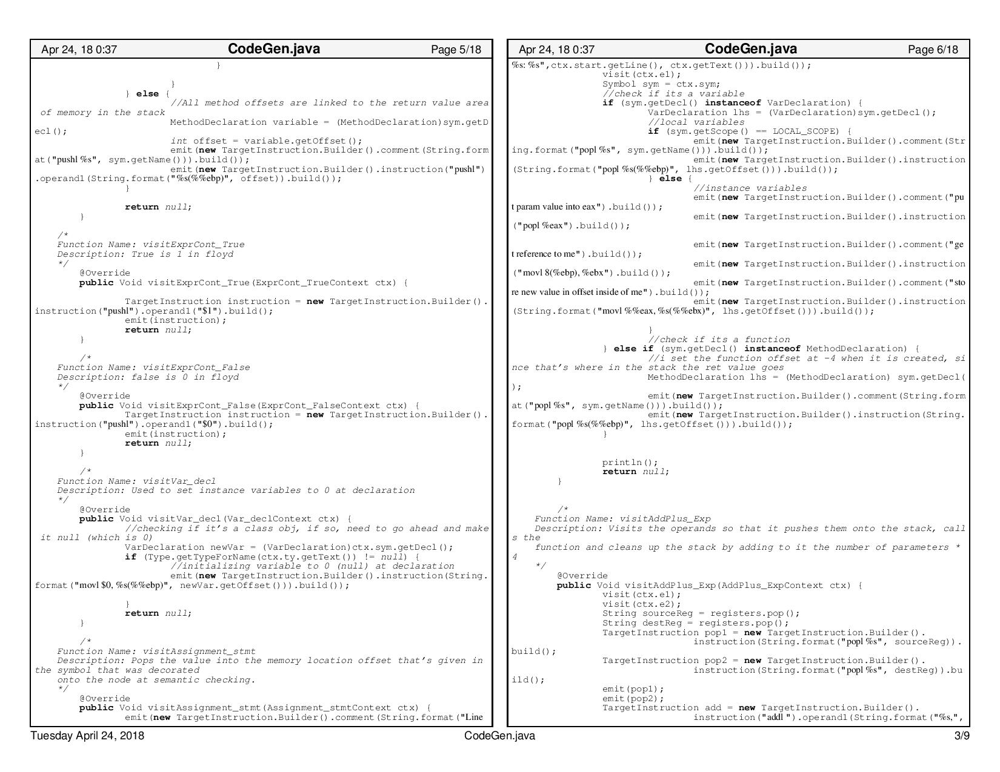 Apr 24, 18 0:37 CodeGen.java Page 5/18
}
}
} else {
//All method offsets are linked to the return value area
of memory in the stack
MethodDeclaration variable = (MethodDeclaration)sym.getD
ecl();
int offset = variable.getOffset();
emit(new TargetInstruction.Builder().comment(String.form
at("pushl %s", sym.getName())).build());
emit(new TargetInstruction.Builder().instruction("pushl")
.operand1(String.format("%s(%%ebp)", offset)).build());
}
return null;
}
/*
Function Name: visitExprCont_True
Description: True is 1 in floyd
*/
@Override
public Void visitExprCont_True(ExprCont_TrueContext ctx) {
TargetInstruction instruction = new TargetInstruction.Builder().
instruction("pushl").operand1("$1").build();
emit(instruction);
return null;
}
/*
Function Name: visitExprCont_False
Description: false is 0 in floyd
*/
@Override
public Void visitExprCont_False(ExprCont_FalseContext ctx) {
TargetInstruction instruction = new TargetInstruction.Builder().
instruction("pushl").operand1("$0").build();
emit(instruction);
return null;
}
/*
Function Name: visitVar_decl
Description: Used to set instance variables to 0 at declaration
*/
@Override
public Void visitVar_decl(Var_declContext ctx) {
//checking if it's a class obj, if so, need to go ahead and make
it null (which is 0)
VarDeclaration newVar = (VarDeclaration)ctx.sym.getDecl();
if (Type.getTypeForName(ctx.ty.getText()) != null) {
//initializing variable to 0 (null) at declaration
emit(new TargetInstruction.Builder().instruction(String.
format("movl $0, %s(%%ebp)", newVar.getOffset())).build());
}
return null;
}
/*
Function Name: visitAssignment_stmt
Description: Pops the value into the memory location offset that's given in
the symbol that was decorated
onto the node at semantic checking.
*/
@Override
public Void visitAssignment_stmt(Assignment_stmtContext ctx) {
emit(new TargetInstruction.Builder().comment(String.format("Line
Apr 24, 18 0:37 CodeGen.java Page 6/18
%s: %s",ctx.start.getLine(), ctx.getText())).build());
visit(ctx.e1);
Symbol sym = ctx.sym;
//check if its a variable
if (sym.getDecl() instanceof VarDeclaration) {
VarDeclaration lhs = (VarDeclaration)sym.getDecl();
//local variables
if (sym.getScope() == LOCAL_SCOPE) {
emit(new TargetInstruction.Builder().comment(Str
ing.format("popl %s", sym.getName())).build());
emit(new TargetInstruction.Builder().instruction
(String.format("popl %s(%%ebp)", lhs.getOffset())).build());
} else {
//instance variables
emit(new TargetInstruction.Builder().comment("pu
t param value into eax").build());
emit(new TargetInstruction.Builder().instruction
("popl %eax").build());
emit(new TargetInstruction.Builder().comment("ge
t reference to me").build());
emit(new TargetInstruction.Builder().instruction
("movl 8(%ebp), %ebx").build());
emit(new TargetInstruction.Builder().comment("sto
re new value in offset inside of me").build());
emit(new TargetInstruction.Builder().instruction
(String.format("movl %%eax, %s(%%ebx)", lhs.getOffset())).build());
}
//check if its a function
} else if (sym.getDecl() instanceof MethodDeclaration) {
//i set the function offset at -4 when it is created, si
nce that's where in the stack the ret value goes
MethodDeclaration lhs = (MethodDeclaration) sym.getDecl(
);
emit(new TargetInstruction.Builder().comment(String.form
at("popl %s", sym.getName())).build());
emit(new TargetInstruction.Builder().instruction(String.
format("popl %s(%%ebp)", lhs.getOffset())).build());
}
println();
return null;
}
/*
Function Name: visitAddPlus_Exp
Description: Visits the operands so that it pushes them onto the stack, call
s the
function and cleans up the stack by adding to it the number of parameters *
4
*/
@Override
public Void visitAddPlus_Exp(AddPlus_ExpContext ctx) {
visit(ctx.e1);
visit(ctx.e2);
String sourceReg = registers.pop();
String destReg = registers.pop();
TargetInstruction pop1 = new TargetInstruction.Builder().
instruction(String.format("popl %s", sourceReg)).
build();
TargetInstruction pop2 = new TargetInstruction.Builder().
instruction(String.format("popl %s", destReg)).bu
ild();
emit(pop1);
emit(pop2);
TargetInstruction add = new TargetInstruction.Builder().
instruction("addl ").operand1(String.format("%s,",
Tuesday April 24, 2018 CodeGen.java 3/9